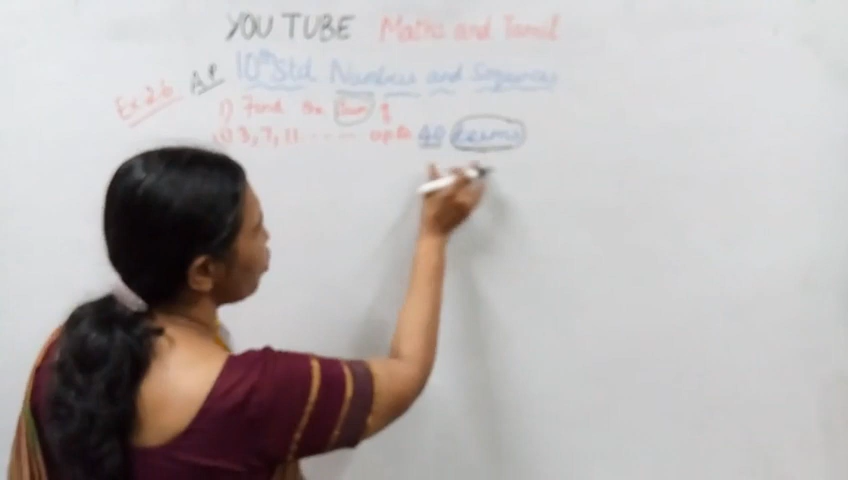 YOU TUBE Maths and Tamil
AP 10th Std Numbers and Sequences
Ex 2.6
1) Find the Sum of
i) 3, 7, 11 ...... upto 40 terms